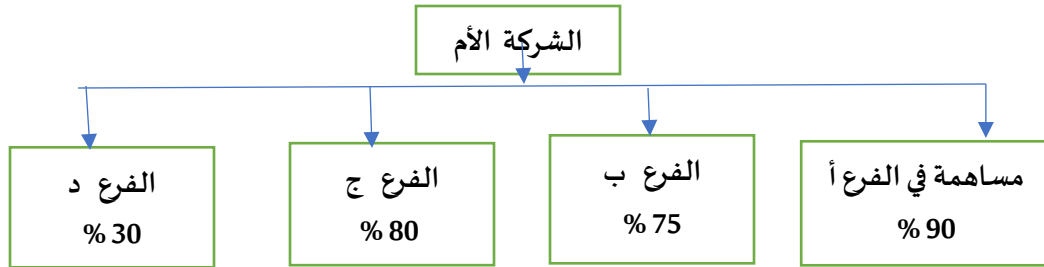 الشركة الأم
مساهمة في الفرع أ
% 90
الفرع ب
% 75
الفرع ج
% 80
الفرع د
% 30